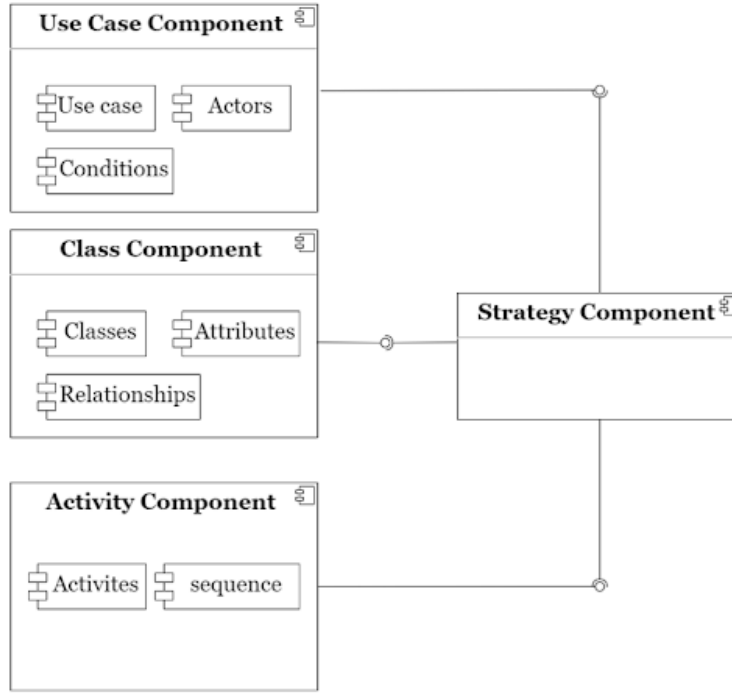 Use Case Component
Use case
Actors
Conditions
Class Component
Classes
Attributes
Relationships
Strategy Component
Activity Component
Activites
sequence